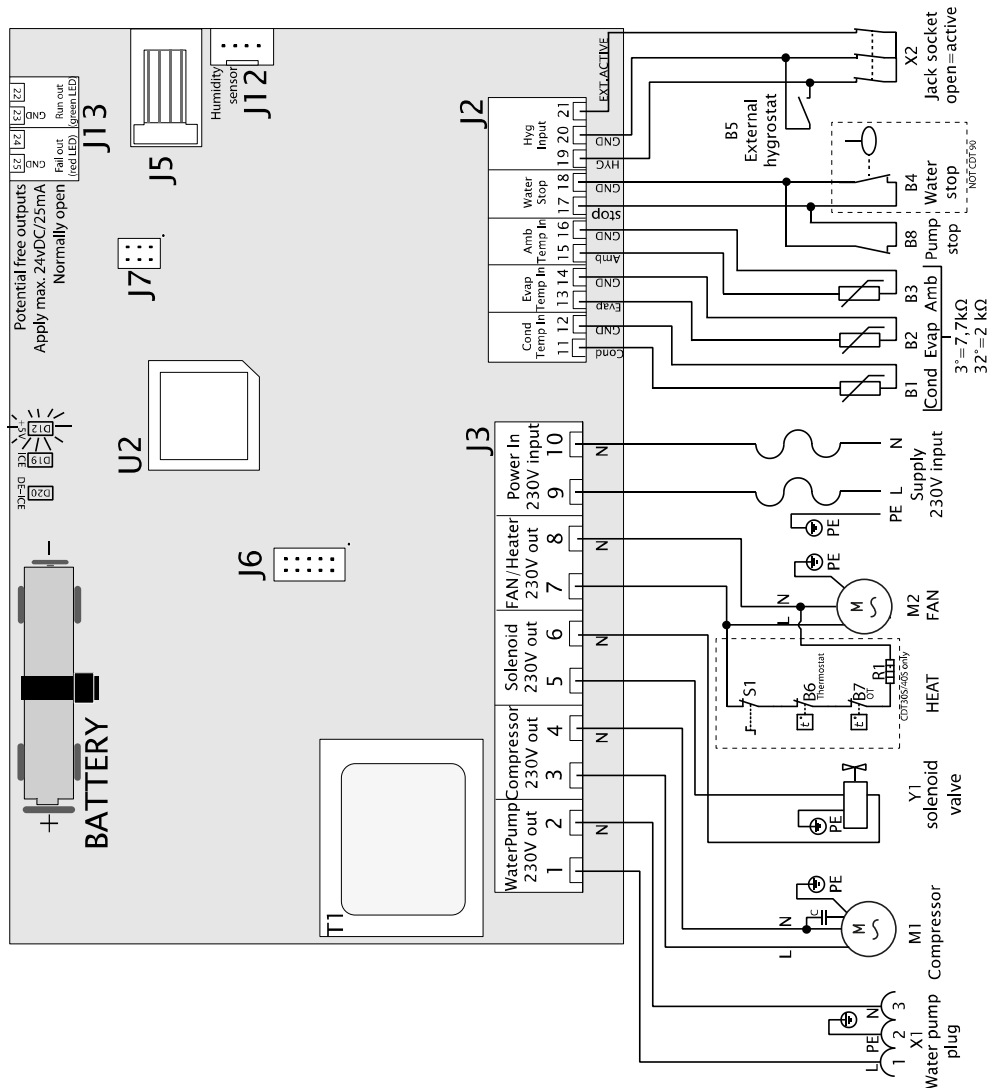 22
23
GND
Run out
(green LED)
24
25
GND
Fail out
(red LED)
J13
Potential free outputs
Apply max. 24vDC/25mA
Normally open
J5
Humidity
sensor
J12
J7
U2
+5V
D12
ICE
D19
DE-ICE
D20
J6
BATTERY
+
−
T1
J2
Hyg
Input
21
20
19
EXT.ACTIVE
GND
HYG
Water
Stop
18
17
GND
stop
Amb
Temp In
16
15
GND
Amb
Evap
Temp In
14
13
GND
Evap
Cond
Temp In
12
11
GND
Cond
J3
Power In
230V input
10
9
N
FAN/Heater
230V out
8
7
N
Solenoid
230V out
6
5
Compressor
230V out
4
3
N
WaterPump
230V out
2
1
N
X2
Jack socket
open=active
B5
External
hygrostat
B4
Water
stop
NOT CDT 90
B8
Pump
stop
B3
Amb
B2
Evap
B1
Cond
3°=7,7kΩ
32°=2 kΩ
N
L
PE
Supply
230V input
PE
PE
L
N
M
M2
FAN
S1
B6
Thermostat
t°
B7
OT
t°
R1
CDT30S/40S only
HEAT
Y1
solenoid
valve
PE
PE
L
N
C
M
M1
Compressor
L
PE
N
1
2
3
X1
Water pump
plug